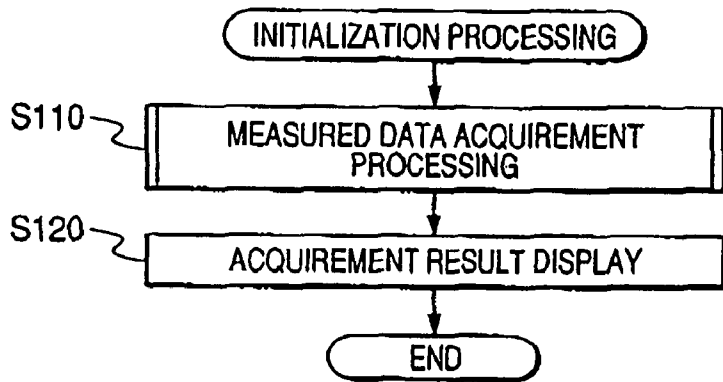 INITIALIZATION PROCESSING
S110
MEASURED DATA ACQUIREMENT
PROCESSING
S120
ACQUIREMENT RESULT DISPLAY
END